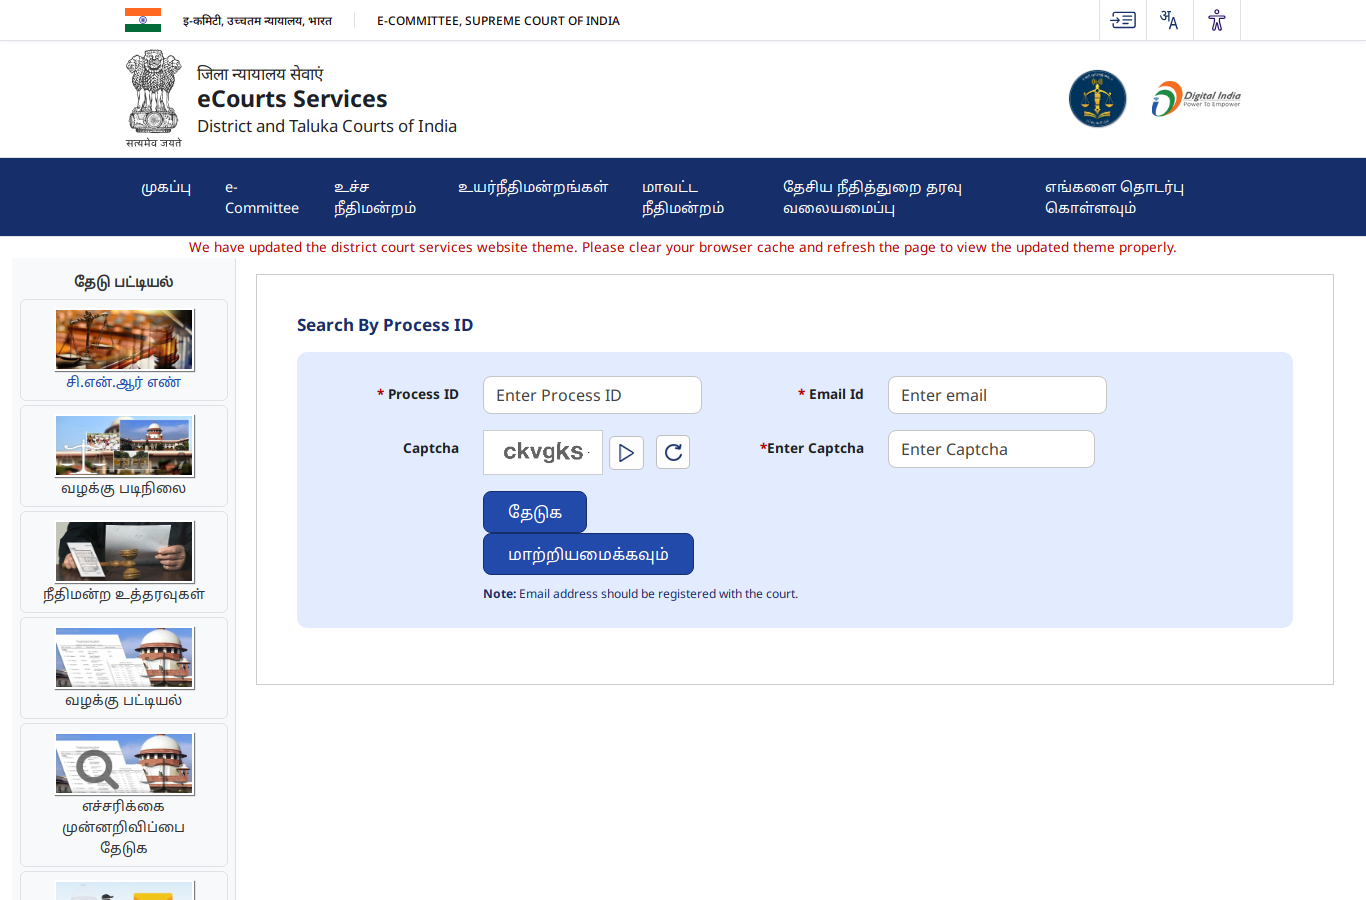 इ-कमिटी, उच्चतम न्यायालय, भारत
E-COMMITTEE, SUPREME COURT OF INDIA
अ A
जिला न्यायालय सेवाएं
eCourts Services
District and Taluka Courts of India
सत्यमेव जयते
Digital India
Power To Empower
முகப்பு
e-
Committee
உச்ச
நீதிமன்றம்
உயர்நீதிமன்றங்கள்
மாவட்ட
நீதிமன்றம்
தேசிய நீதித்துறை தரவு
வலையமைப்பு
எங்களை தொடர்பு
கொள்ளவும்
We have updated the district court services website theme. Please clear your browser cache and refresh the page to view the updated theme properly.
தேடு பட்டியல்
சி.என்.ஆர் எண்
வழக்கு படிநிலை
நீதிமன்ற உத்தரவுகள்
வழக்கு பட்டியல்
எச்சரிக்கை
முன்னறிவிப்பை
தேடுக
Search By Process ID
* Process ID
Enter Process ID
* Email Id
Enter email
Captcha
ckvgks
*Enter Captcha
Enter Captcha
தேடுக
மாற்றியமைக்கவும்
Note: Email address should be registered with the court.